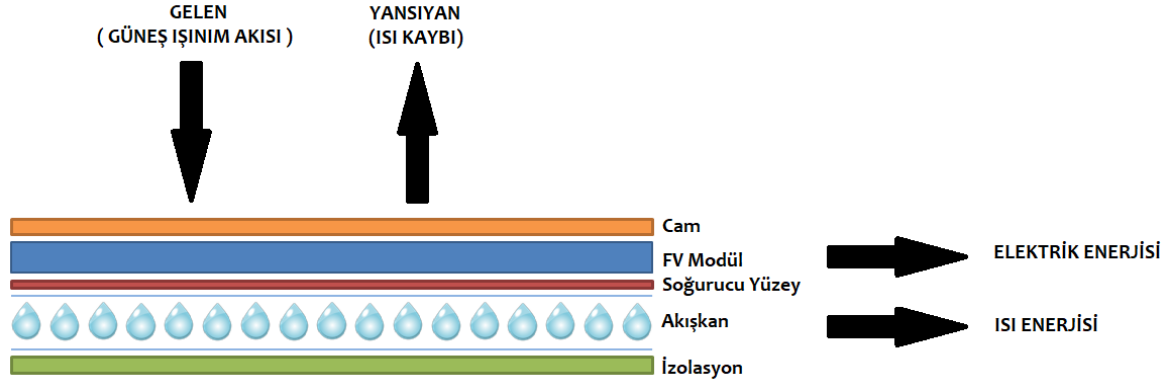 GELEN
( GÜNEŞ IŞINIM AKISI )
YANSIYAN
(ISI KAYBI)
Cam
FV Modül
Soğurucu Yüzey
Akışkan
İzolasyon
ELEKTRİK ENERJİSİ
ISI ENERJİSİ